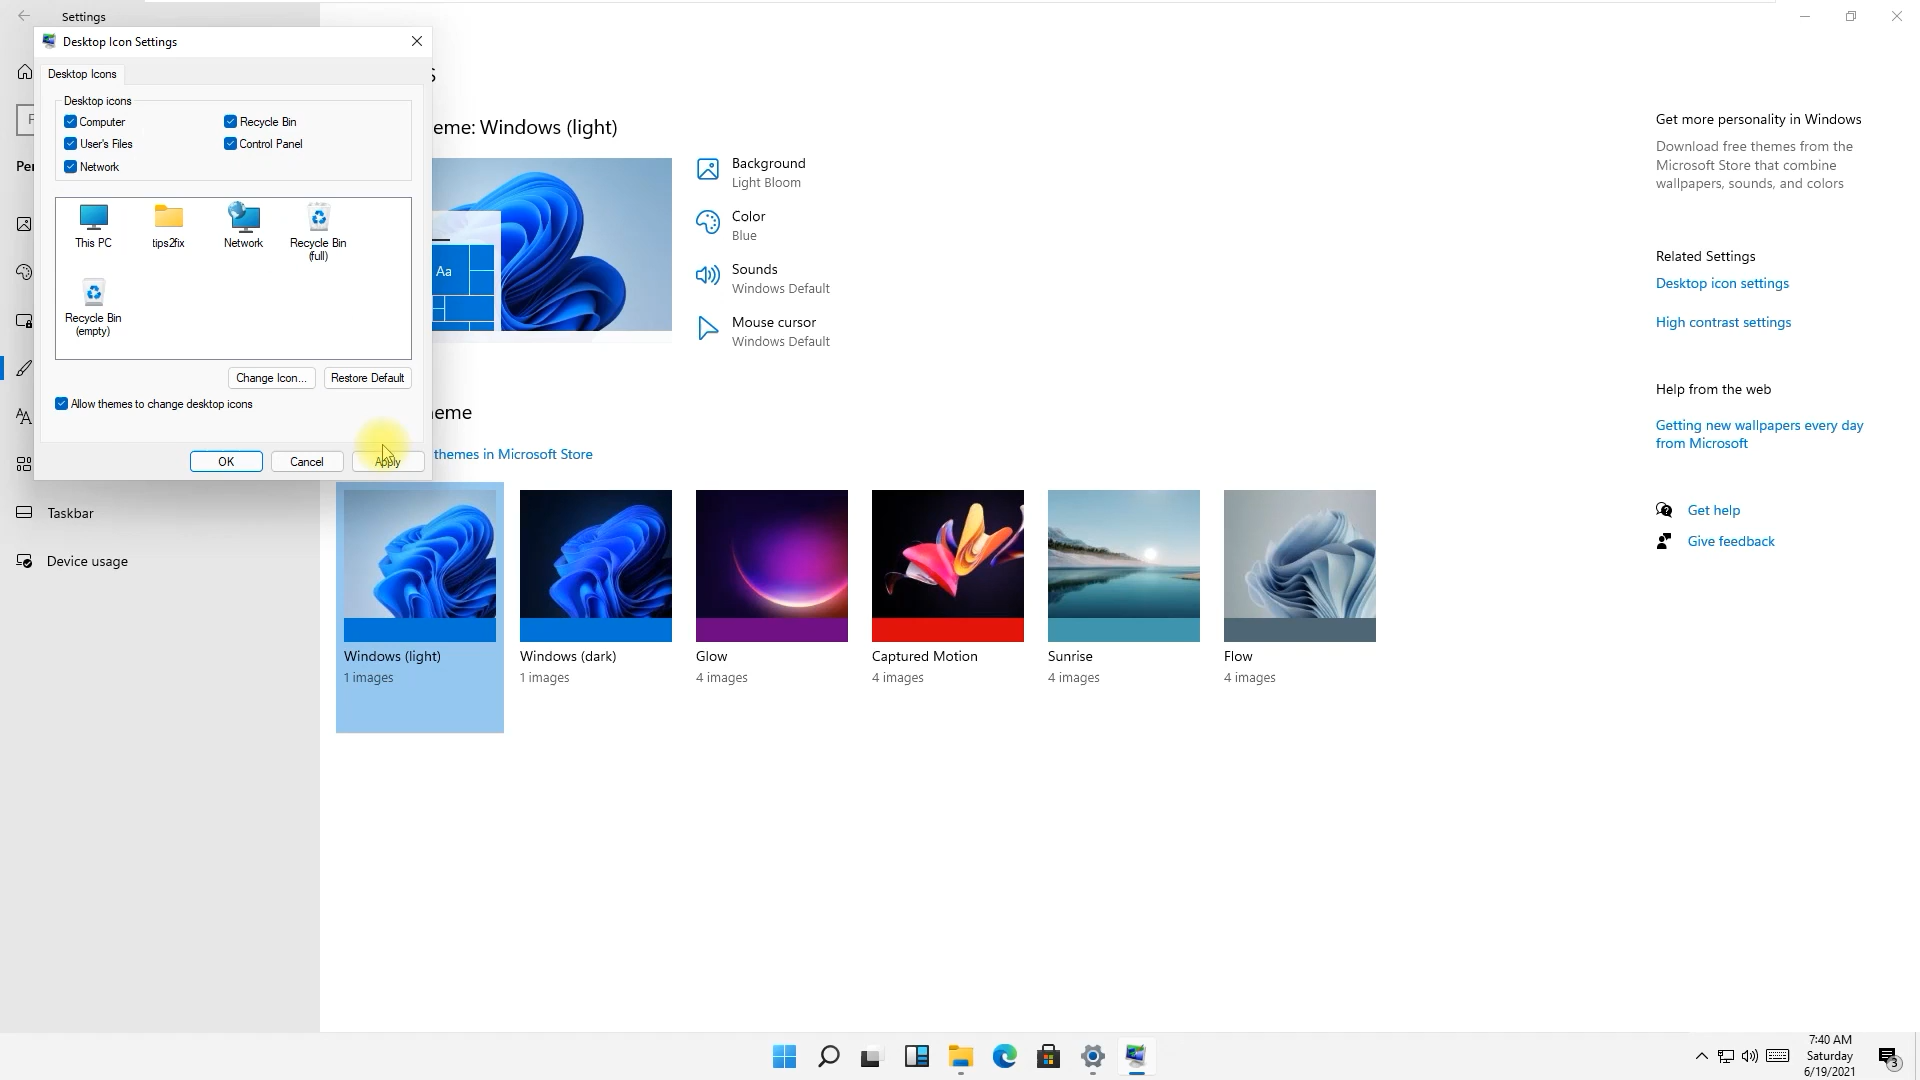 Settings
Desktop Icon Settings
Desktop Icons
Desktop icons
Computer
Recycle Bin
User's Files
Control Panel
Network
This PC
tips2fix
Network
Recycle Bin
(full)
Recycle Bin
(empty)
Change Icon...
Restore Default
Allow themes to change desktop icons
OK
Cancel
Apply
Taskbar
Device usage
eme: Windows (light)
Aa
Background
Light Bloom
Color
Blue
Sounds
Windows Default
Mouse cursor
Windows Default
eme
themes in Microsoft Store
Windows (light)
1 images
Windows (dark)
1 images
Glow
4 images
Captured Motion
4 images
Sunrise
4 images
Flow
4 images
Get more personality in Windows
Download free themes from the
Microsoft Store that combine
wallpapers, sounds, and colors
Related Settings
Desktop icon settings
High contrast settings
Help from the web
Getting new wallpapers every day
from Microsoft
Get help
Give feedback
7:40 AM
Saturday
6/19/2021
3